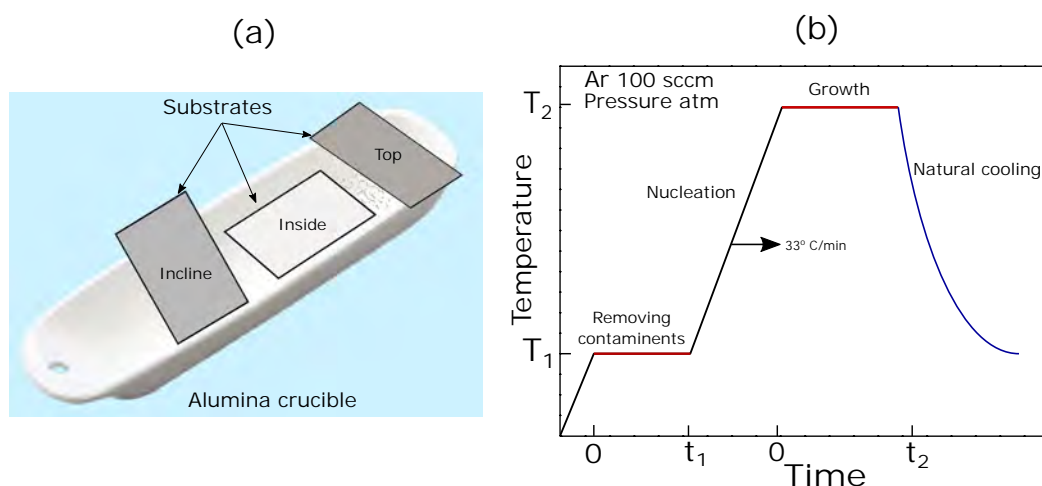 (a)
Substrates
Top
Inside
Incline
Alumina crucible
(b)
Ar 100 sccm
Pressure atm
Growth
T2
Natural cooling
Nucleation
33º C/min
Temperature
Removing
contaminents
T1
0
t1
0
t2
Time